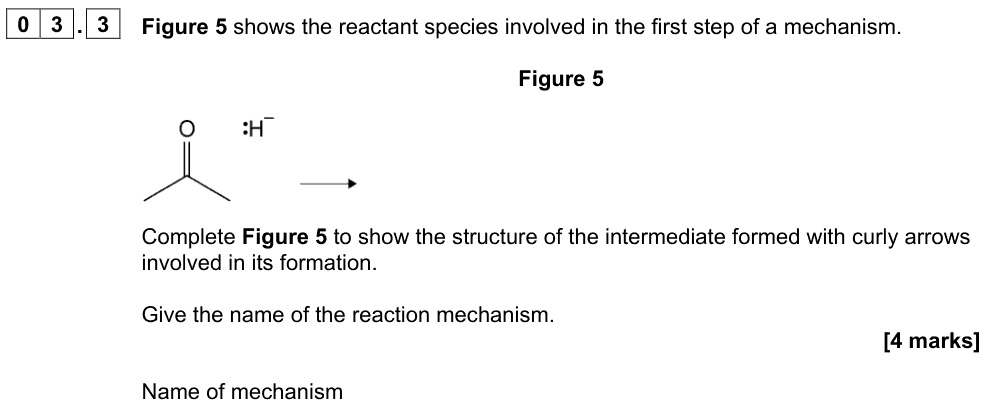 03.3 Figure 5 shows the reactant species involved in the first step of a mechanism.
Figure 5
O :H⁻
Complete Figure 5 to show the structure of the intermediate formed with curly arrows
involved in its formation.
Give the name of the reaction mechanism.
[4 marks]
Name of mechanism